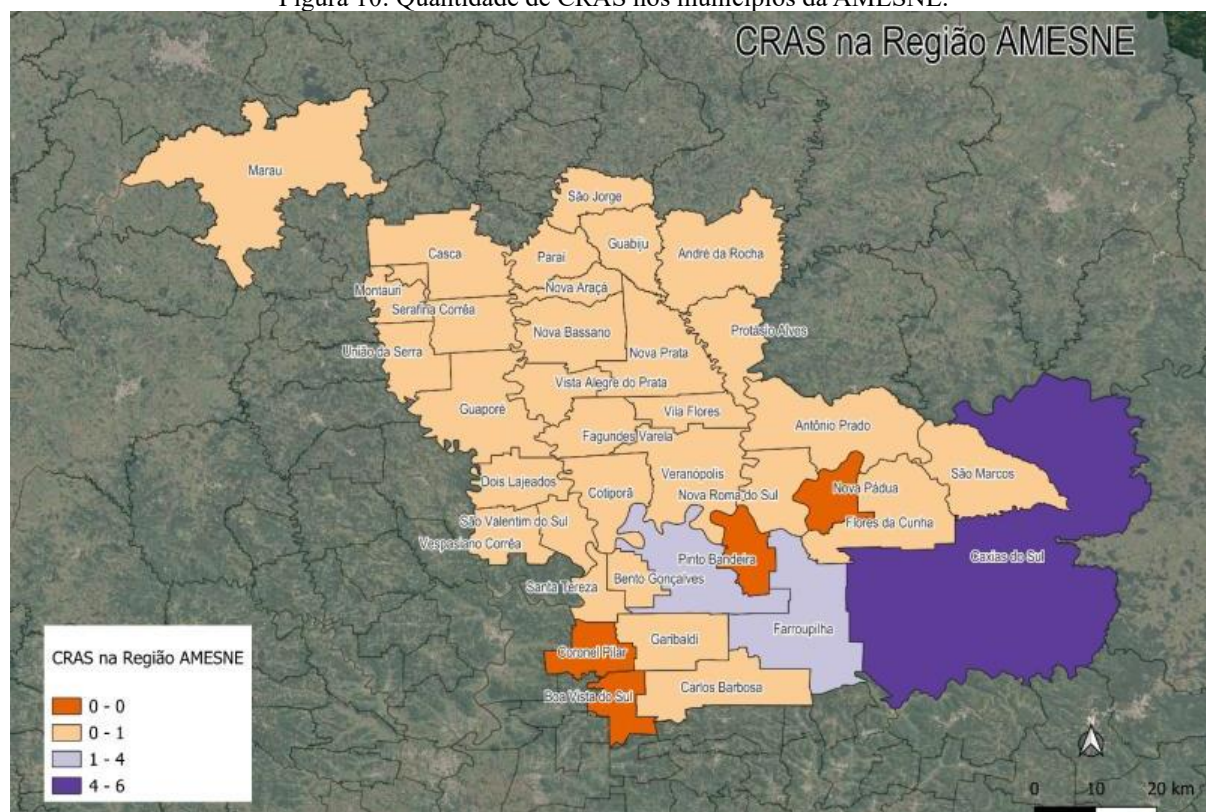 Figura 10: Quantidade de CRAS nos municípios da AMESNE.
CRAS na Região AMESNE
Marau
São Jorge
Casca
Paraí
Guabiju
André da Rocha
Montauri
Nova Araçá
Serafina Corrêa
Nova Bassano
Protásio Alves
União da Serra
Nova Prata
Vista Alegre do Prata
Guaporé
Vila Flores
Fagundes Varela
Antônio Prado
Dois Lajeados
Cotiporã
Veranópolis
São Marcos
Nova Roma do Sul
Nova Pádua
São Valentim do Sul
Flores da Cunha
Vespasiano Corrêa
Pinto Bandeira
Caxias do Sul
Santa Tereza
Bento Gonçalves
Farroupilha
Garibaldi
Coronel Pilar
Boa Vista do Sul
Carlos Barbosa
CRAS na Região AMESNE
0 - 0
0 - 1
1 - 4
4 - 6
0 10 20 km